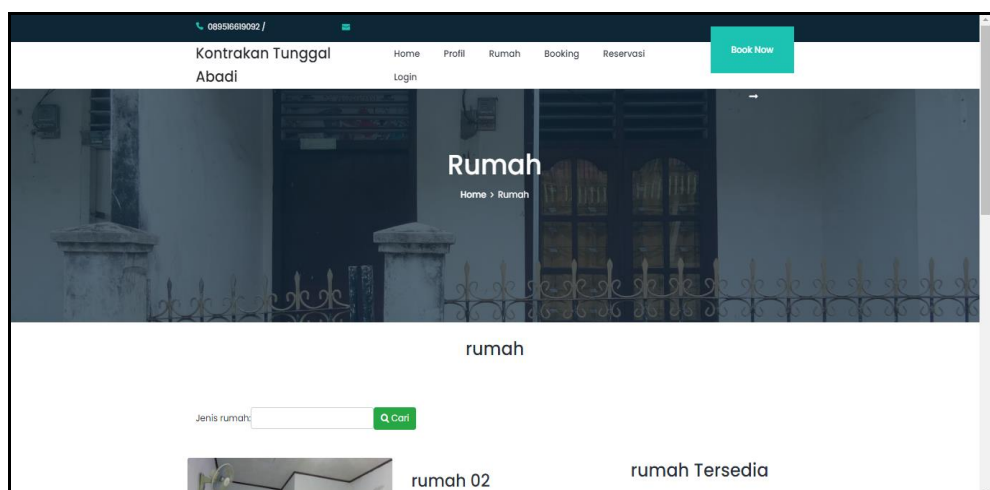 089516619092 /
Kontrakan Tunggal
Abadi
Home Profil Rumah Booking Reservasi
Login
Book Now
Rumah
Home > Rumah
rumah
Jenis rumah:
Cari
rumah 02
rumah Tersedia